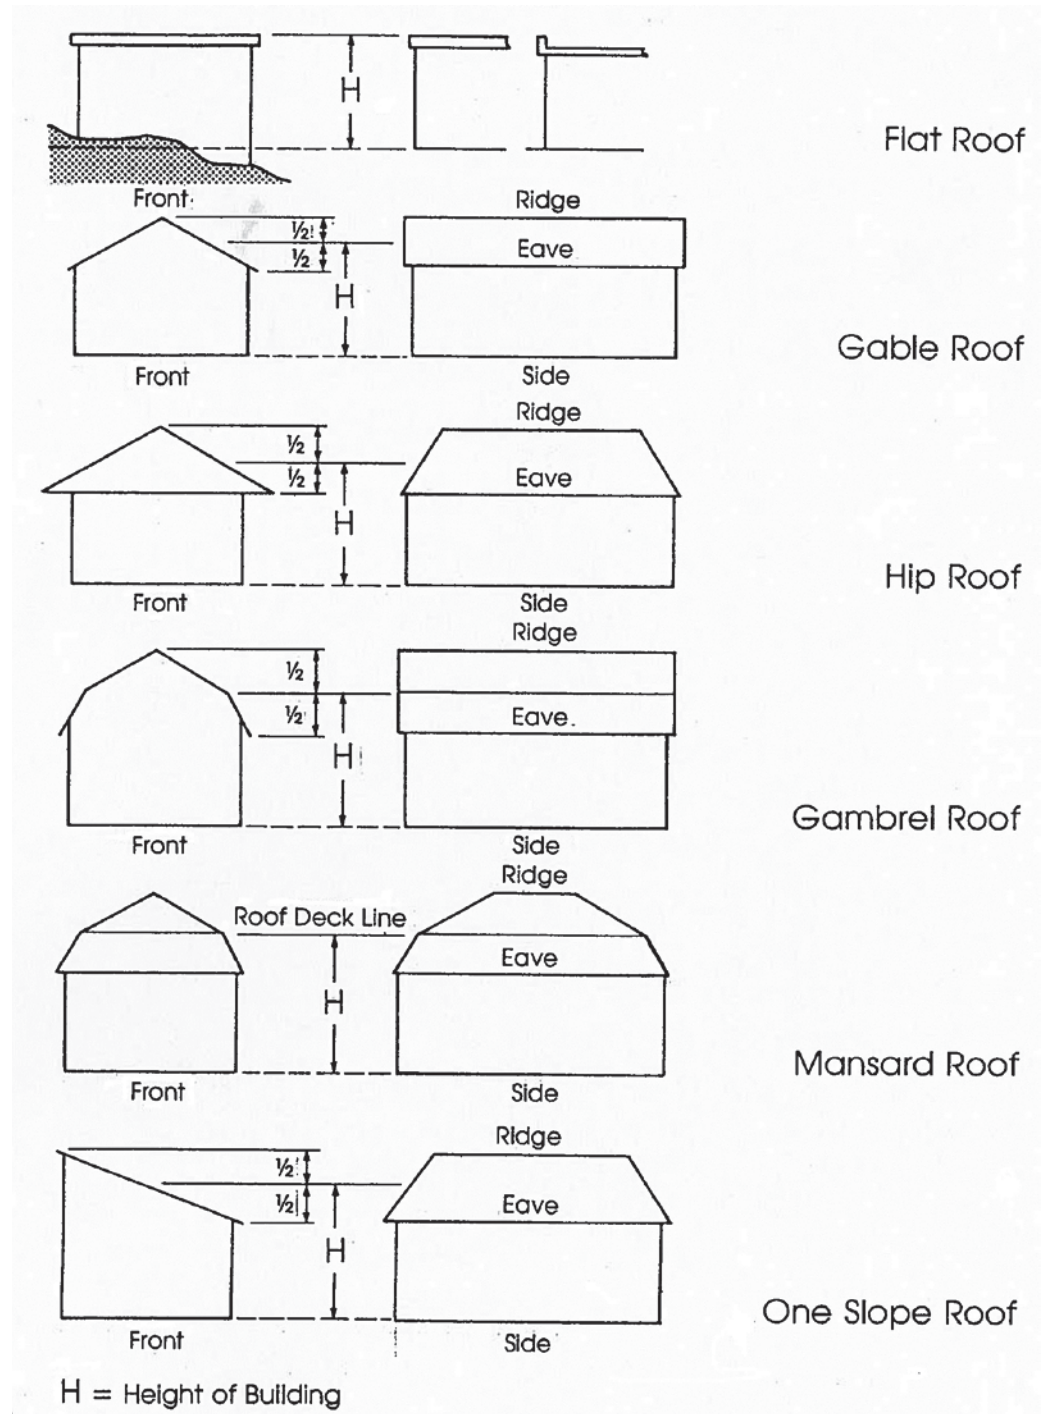 H
Flat Roof
Front
Ridge
½
½
Eave
H
Gable Roof
Front
Side
Ridge
½
½
Eave
H
Hip Roof
Front
Side
Ridge
½
½
Eave.
H
Gambrel Roof
Front
Side
Ridge
Roof Deck Line
Eave
H
Mansard Roof
Front
Side
Ridge
½
½
Eave
H
One Slope Roof
Front
Side
H = Height of Building